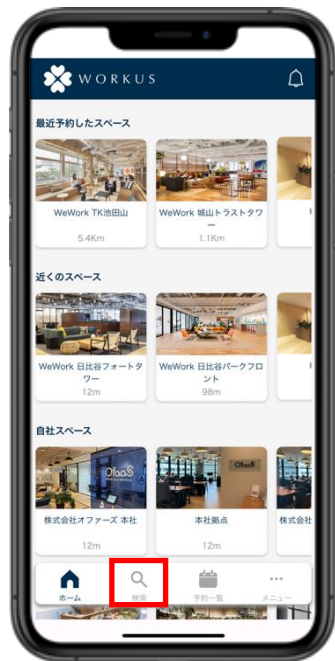 WORKUS
最近予約したスペース
WeWork TK池田山
5.4Km
WeWork 城山トラストタワ
ー
1.1Km
近くのスペース
WeWork 日比谷フォートタ
ワー
12m
WeWork 日比谷パークフロ
ント
98m
自社スペース
OfaaS
株式会社オファーズ 本社
12m
OfaaS
本社拠点
12m
株式会社
ホーム
検索
予約一覧
メニュー